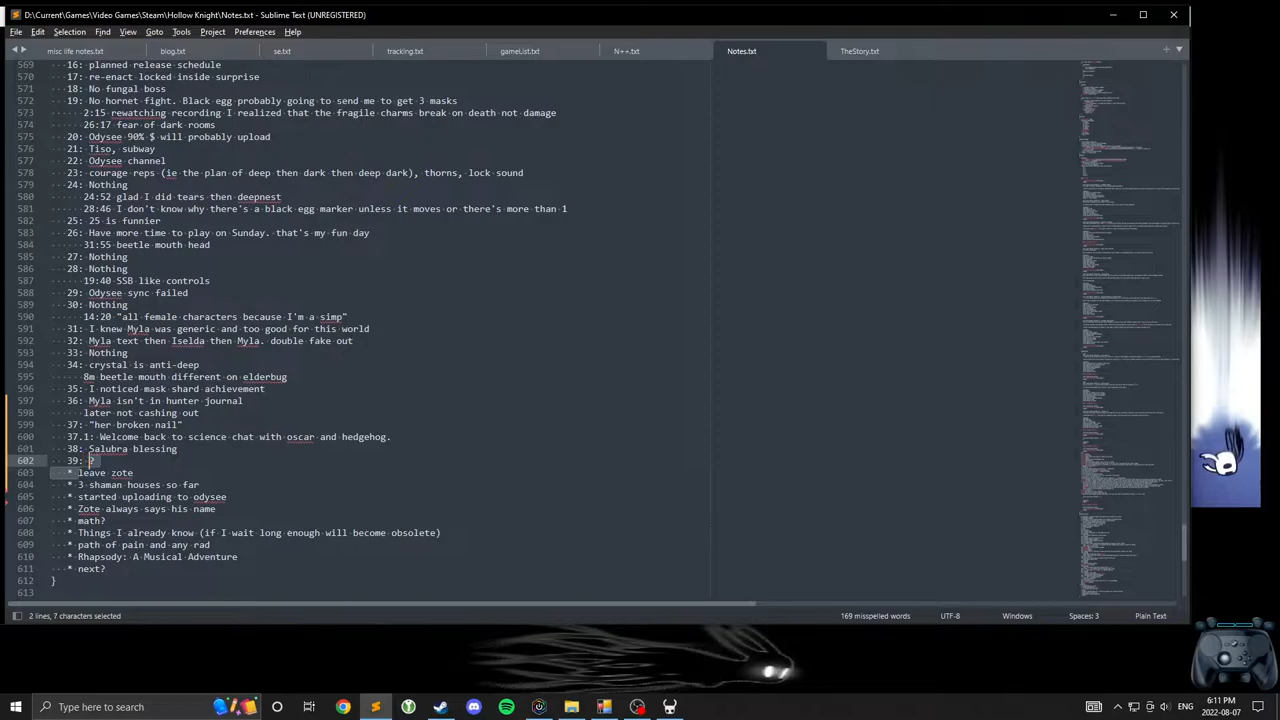 D:\Current\Games\Video Games\Steam\Hollow Knight\Notes.txt - Sublime Text (UNREGISTERED)
File Edit Selection Find View Goto Tools Project Preferences Help
misc life notes.txt blog.txt se.txt tracking.txt gameList.txt N++.txt Notes.txt TheStory.txt
569 16: planned release schedule
570 17: re-enact locked inside surprise
571 18: No fungal boss
572 19: No hornet fight. Black egg probably going to send me to the 3 masks
573 2:15 rewatching recording I realized that the fragile ones break on death not damage
574 26:17 fear of dark rooms
575 20: Odysee 90% $ will probably upload
576 21: Tiso, subway
577 22: Odysee channel
578 23: courage reqs (ie the point of dep then not then deepnest), horns, lost sound
579 24: Nothing
580 24:52 glad I did tears then deepnest
581 28:46 I don't know why there's a black egg marker unless it moves or there's more than 1
582 25: 25 is funnier
583 26: Have more time to play on Sunday. that's my fun day
584 31:55 beetle mouth head
585 27: Nothing
586 28: Nothing
587 19:40 SSB like controls
588 29: Odysee sync failed
589 30: Nothing
590 14:20 "all female characters because I'm a simp"
591 31: I knew Myla was generic and too good for this world
592 32: Myla text then Iselda then Myla. double take out
593 33: Nothing
594 34: crystal is anti-deep
595 8m beetle mouth different on elderbug
596 35: I noticed mask shard achievement
597 36: Myla isn't in hunter journal
598 later not cashing out
599 37: "her broken nail"
600 37.1: Welcome back to science chat with occam and hedgehog
601 38: Salubra blessing
602 39: ?
603 * leave zote
604 * 3 shaman houses so far
605 * started uploading to odysee
606 * Zote always says his name
607 * math?
608 * Things I already know (if I wait long enough will be complete)
609 * path of pain and any rad
610 * Rhapsody: A Musical Adventure
611 * next?
612 }
613
2 lines, 7 characters selected 169 misspelled words UTF-8 Windows Spaces: 3 Plain Text
Type here to search
6:11 PM
2022-08-07